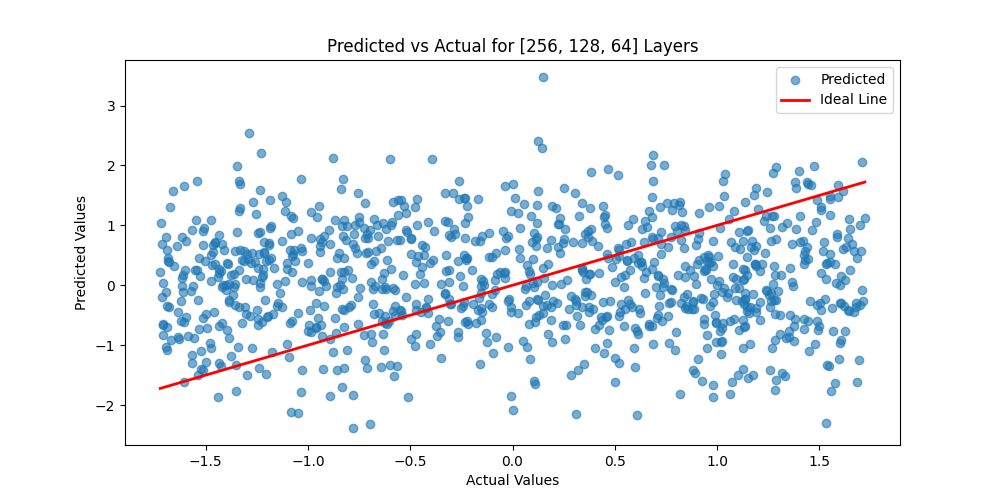 Predicted vs Actual for [256, 128, 64] Layers
Predicted
Ideal Line
Predicted Values
3
2
1
0
−1
−2
−1.5
−1.0
−0.5
0.0
0.5
1.0
1.5
Actual Values